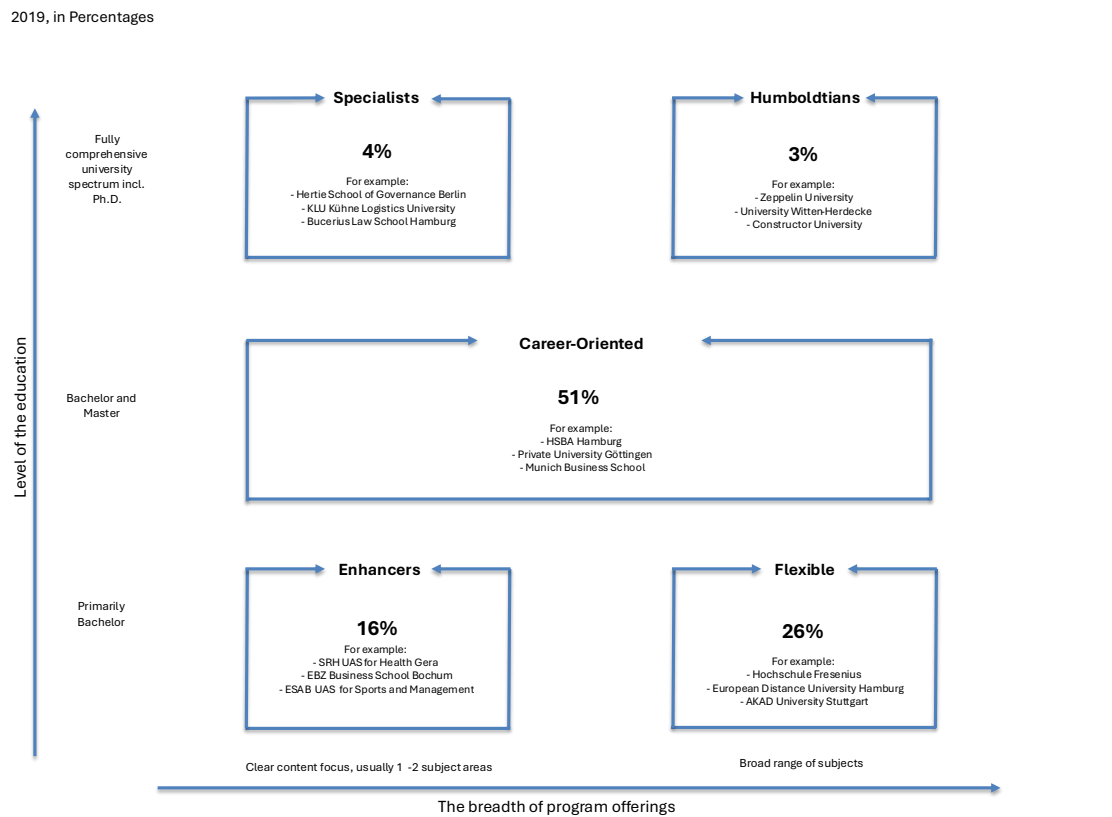 2019, in Percentages
Specialists
Humboldtians
Fully
comprehensive
university
spectrum incl.
Ph.D.
4%
For example:
- Hertie School of Governance Berlin
- KLU Kühne Logistics University
- Bucerius Law School Hamburg
3%
For example:
- Zeppelin University
- University Witten-Herdecke
- Constructor University
Level of the education
Bachelor and
Master
Career-Oriented
51%
For example:
- HSBA Hamburg
- Private University Göttingen
- Munich Business School
Primarily
Bachelor
Enhancers
16%
For example:
- SRH UAS for Health Gera
- EBZ Business School Bochum
- ESAB UAS for Sports and Management
Flexible
26%
For example:
- Hochschule Fresenius
- European Distance University Hamburg
- AKAD University Stuttgart
Clear content focus, usually 1 -2 subject areas
Broad range of subjects
The breadth of program offerings